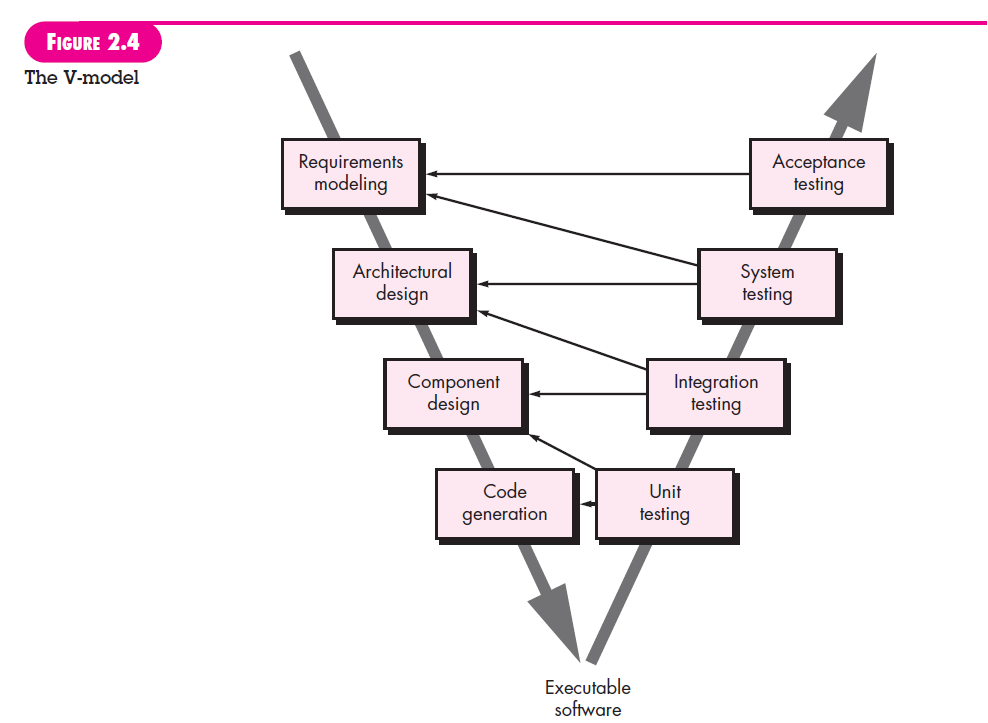 FIGURE 2.4
The V-model
Requirements
modeling
Acceptance
testing
Architectural
design
System
testing
Component
design
Integration
testing
Code
generation
Unit
testing
Executable
software